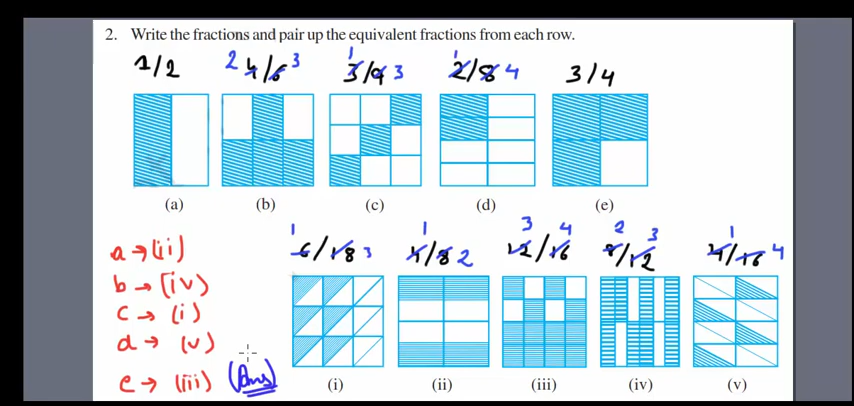 2. Write the fractions and pair up the equivalent fractions from each row.
1/2 2 4/6 3 1 3/9 3 1 2/8 4 3/4
(a) (b) (c) (d) (e)
1 6/18 3 1 4/8 2 3 12/16 4 2 8/12 3 1 4/16 4
a → (ii)
b → (iv)
c → (i)
d → (v)
e → (iii) (Ans)
(i) (ii) (iii) (iv) (v)